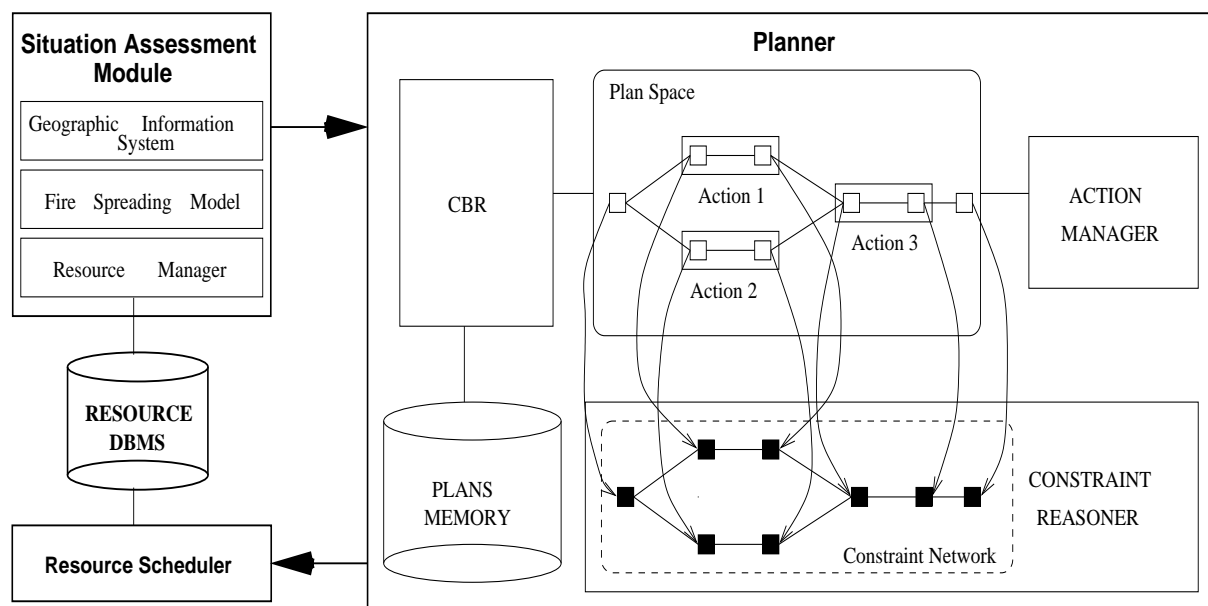 Situation Assessment
Module
Geographic Information
System
Fire Spreading Model
Resource Manager
RESOURCE
DBMS
Resource Scheduler
Planner
CBR
PLANS
MEMORY
Plan Space
Action 1
Action 2
Action 3
ACTION
MANAGER
CONSTRAINT
REASONER
Constraint Network